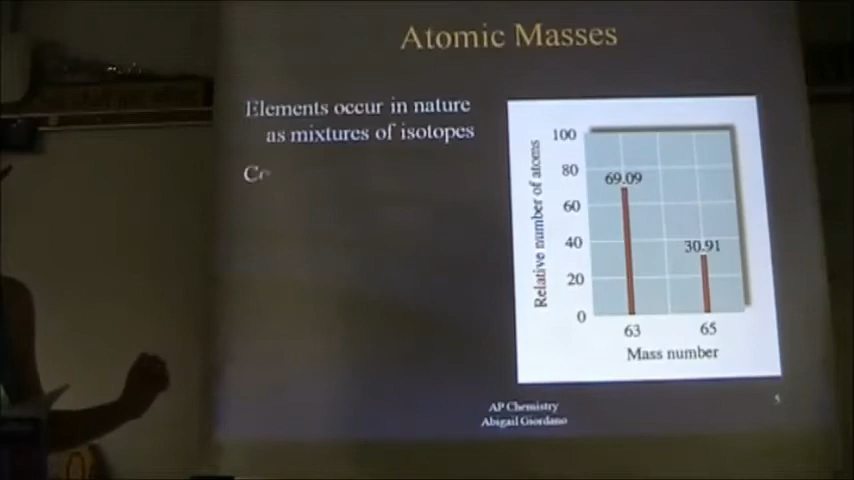 Atomic Masses
Elements occur in nature
as mixtures of isotopes
Relative number of atoms
100
80
60
40
20
0
69.09
30.91
63
65
Mass number
AP Chemistry
Abigail Giordano
5